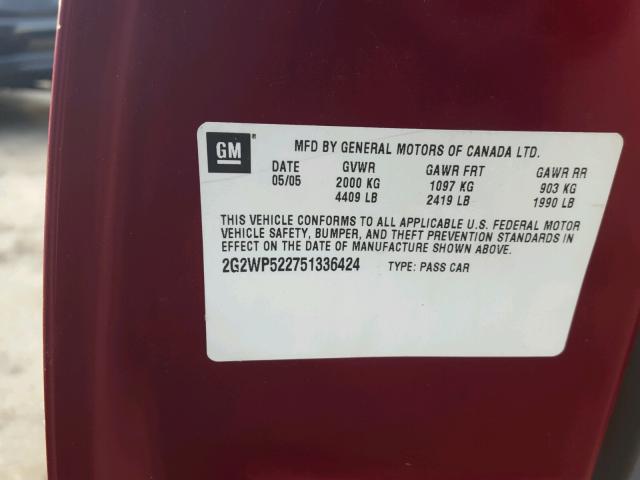 GM® MFD BY GENERAL MOTORS OF CANADA LTD.
DATE GVWR GAWR FRT GAWR RR
05/05 2000 KG 1097 KG 903 KG
4409 LB 2419 LB 1990 LB
THIS VEHICLE CONFORMS TO ALL APPLICABLE U.S. FEDERAL MOTOR
VEHICLE SAFETY, BUMPER, AND THEFT PREVENTION STANDARDS IN
EFFECT ON THE DATE OF MANUFACTURE SHOWN ABOVE.
2G2WP522751336424 TYPE: PASS CAR